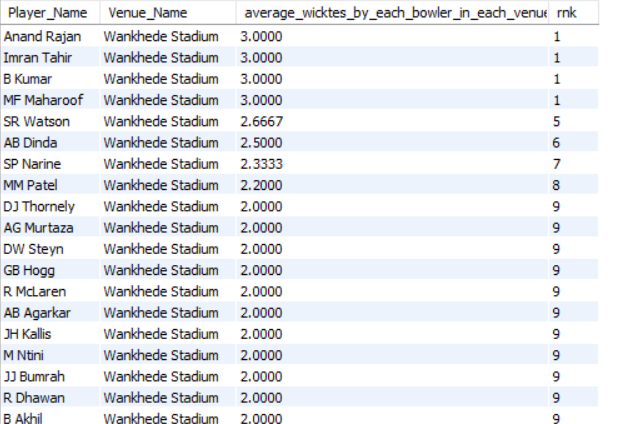 Player_Name Venue_Name average_wicktes_by_each_bowler_in_each_venue rnk
Anand Rajan Wankhede Stadium 3.0000 1
Imran Tahir Wankhede Stadium 3.0000 1
B Kumar Wankhede Stadium 3.0000 1
MF Maharoof Wankhede Stadium 3.0000 1
SR Watson Wankhede Stadium 2.6667 5
AB Dinda Wankhede Stadium 2.5000 6
SP Narine Wankhede Stadium 2.3333 7
MM Patel Wankhede Stadium 2.2000 8
DJ Thornely Wankhede Stadium 2.0000 9
AG Murtaza Wankhede Stadium 2.0000 9
DW Steyn Wankhede Stadium 2.0000 9
GB Hogg Wankhede Stadium 2.0000 9
R McLaren Wankhede Stadium 2.0000 9
AB Agarkar Wankhede Stadium 2.0000 9
JH Kallis Wankhede Stadium 2.0000 9
M Ntini Wankhede Stadium 2.0000 9
JJ Bumrah Wankhede Stadium 2.0000 9
R Dhawan Wankhede Stadium 2.0000 9
B Akhil Wankhede Stadium 2.0000 9